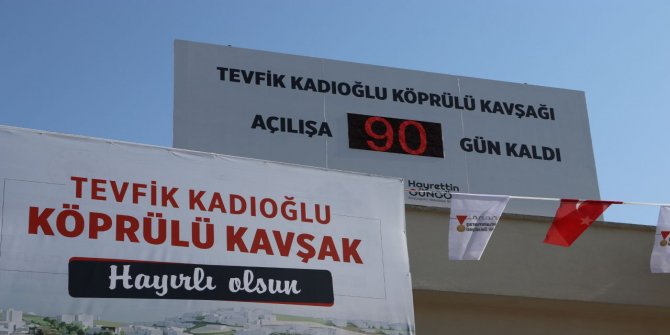 TEVFİK KADIOĞLU KÖPRÜLÜ KAVŞAĞI
AÇILIŞA 90 GÜN KALDI
Hayrettin
GÜNGÖR
TEVFİK KADIOĞLU
KÖPRÜLÜ KAVŞAK
Hayırlı olsun